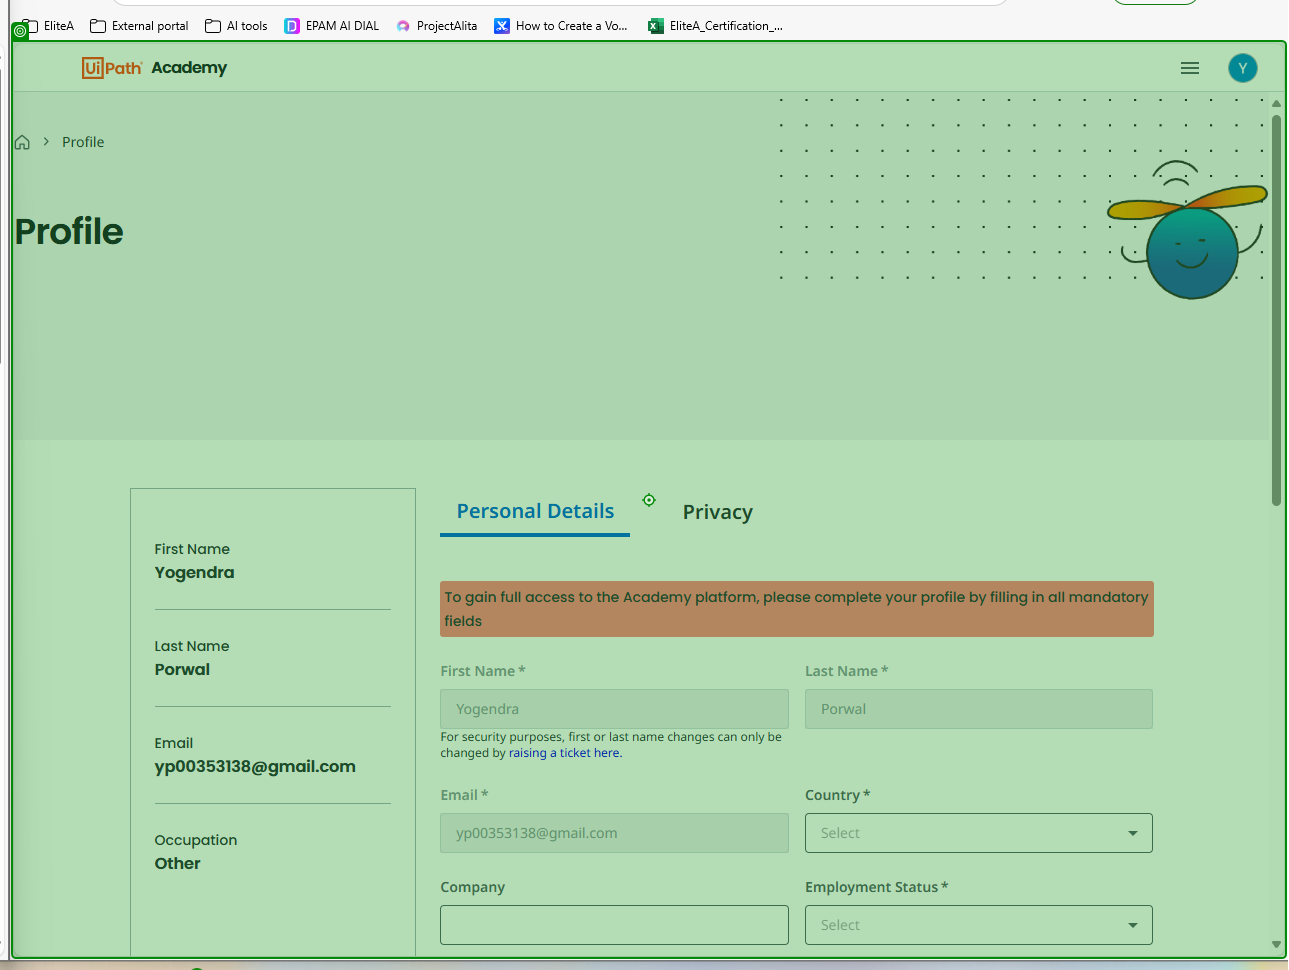 EliteA External portal AI tools EPAM AI DIAL ProjectAlita How to Create a Vo... EliteA_Certification_...
UiPath Academy
Y
Profile
Profile
Personal Details Privacy
First Name
Yogendra
Last Name
Porwal
Email
yp00353138@gmail.com
Occupation
Other
To gain full access to the Academy platform, please complete your profile by filling in all mandatory
fields
First Name * Last Name *
Yogendra Porwal
For security purposes, first or last name changes can only be
changed by raising a ticket here.
Email * Country *
yp00353138@gmail.com Select
Company Employment Status *
Select